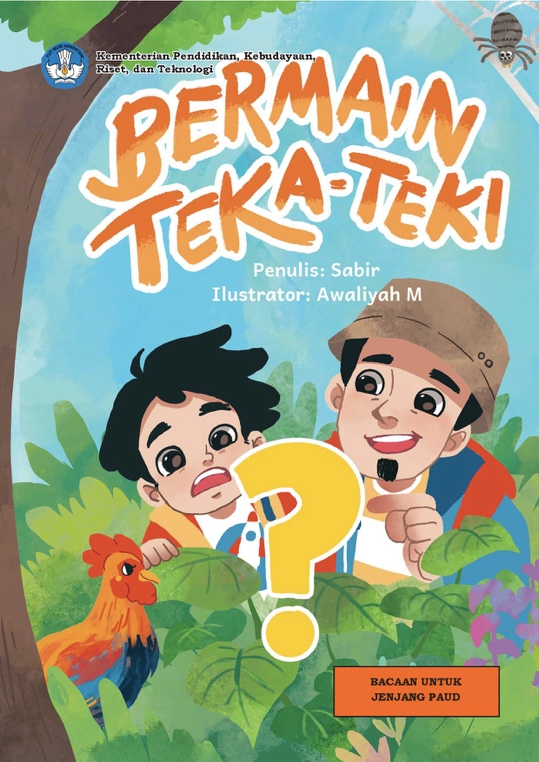 Kementerian Pendidikan, Kebudayaan,
Riset, dan Teknologi
BERMAIN
TEKA-TEKI
Penulis: Sabir
Ilustrator: Awaliyah M
?
BACAAN UNTUK
JENJANG PAUD